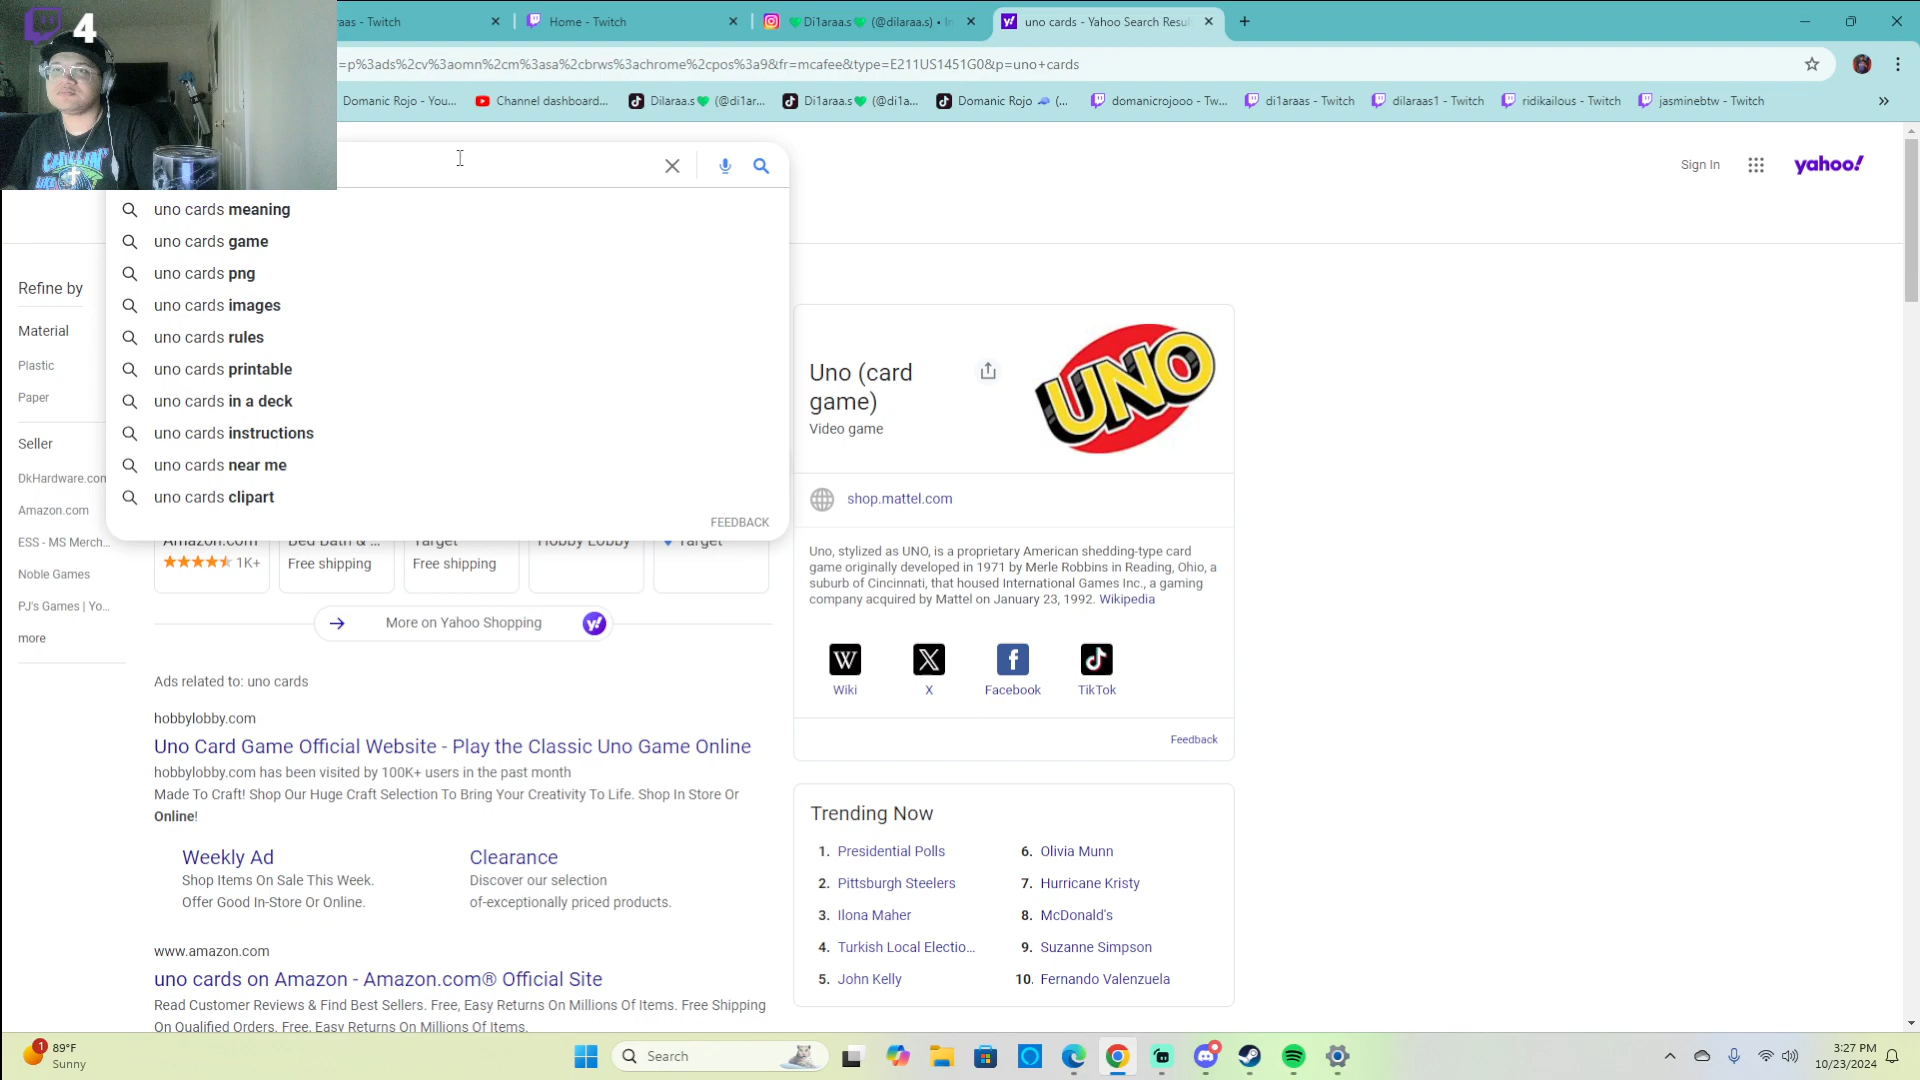 4
aas - Twitch
Home - Twitch
💚Di1araa.s💚 (@dilaraa.s) • In
uno cards - Yahoo Search Resul
=p%3ads%2cv%3aomn%2cm%3asa%2cbrws%3achrome%2cpos%3a9&fr=mcafee&type=E211US1451G0&p=uno+cards
Domanic Rojo - You...
Channel dashboard...
Dilaraa.s💚 (@di1ar...
Di1araa.s💚 (@di1a...
Domanic Rojo 🧢 (...
domanicrojooo - Tw...
di1araas - Twitch
dilaraas1 - Twitch
ridikailous - Twitch
jasminebtw - Twitch
CHILLIN'
LIKE
Sign In
yahoo!
uno cards meaning
uno cards game
uno cards png
uno cards images
uno cards rules
uno cards printable
uno cards in a deck
uno cards instructions
uno cards near me
uno cards clipart
FEEDBACK
Refine by
Material
Plastic
Paper
Seller
DkHardware.con
Amazon.com
ESS - MS Merch...
Noble Games
PJ's Games | Yo...
more
Amazon.com
1K+
Bed Bath & ...
Free shipping
Target
Free shipping
Hobby Lobby
Target
More on Yahoo Shopping
y!
Ads related to: uno cards
hobbylobby.com
Uno Card Game Official Website - Play the Classic Uno Game Online
hobbylobby.com has been visited by 100K+ users in the past month
Made To Craft! Shop Our Huge Craft Selection To Bring Your Creativity To Life. Shop In Store Or
Online!
Weekly Ad
Shop Items On Sale This Week.
Offer Good In-Store Or Online.
Clearance
Discover our selection
of-exceptionally priced products.
www.amazon.com
uno cards on Amazon - Amazon.com® Official Site
Read Customer Reviews & Find Best Sellers. Free, Easy Returns On Millions Of Items. Free Shipping
On Qualified Orders. Free, Easy Returns On Millions Of Items.
Uno (card
game)
Video game
UNO
shop.mattel.com
Uno, stylized as UNO, is a proprietary American shedding-type card
game originally developed in 1971 by Merle Robbins in Reading, Ohio, a
suburb of Cincinnati, that housed International Games Inc., a gaming
company acquired by Mattel on January 23, 1992. Wikipedia
W
Wiki
X
f
Facebook
TikTok
Feedback
Trending Now
1. Presidential Polls
2. Pittsburgh Steelers
3. Ilona Maher
4. Turkish Local Electio...
5. John Kelly
6. Olivia Munn
7. Hurricane Kristy
8. McDonald's
9. Suzanne Simpson
10. Fernando Valenzuela
1
89°F
Sunny
Search
3:27 PM
10/23/2024